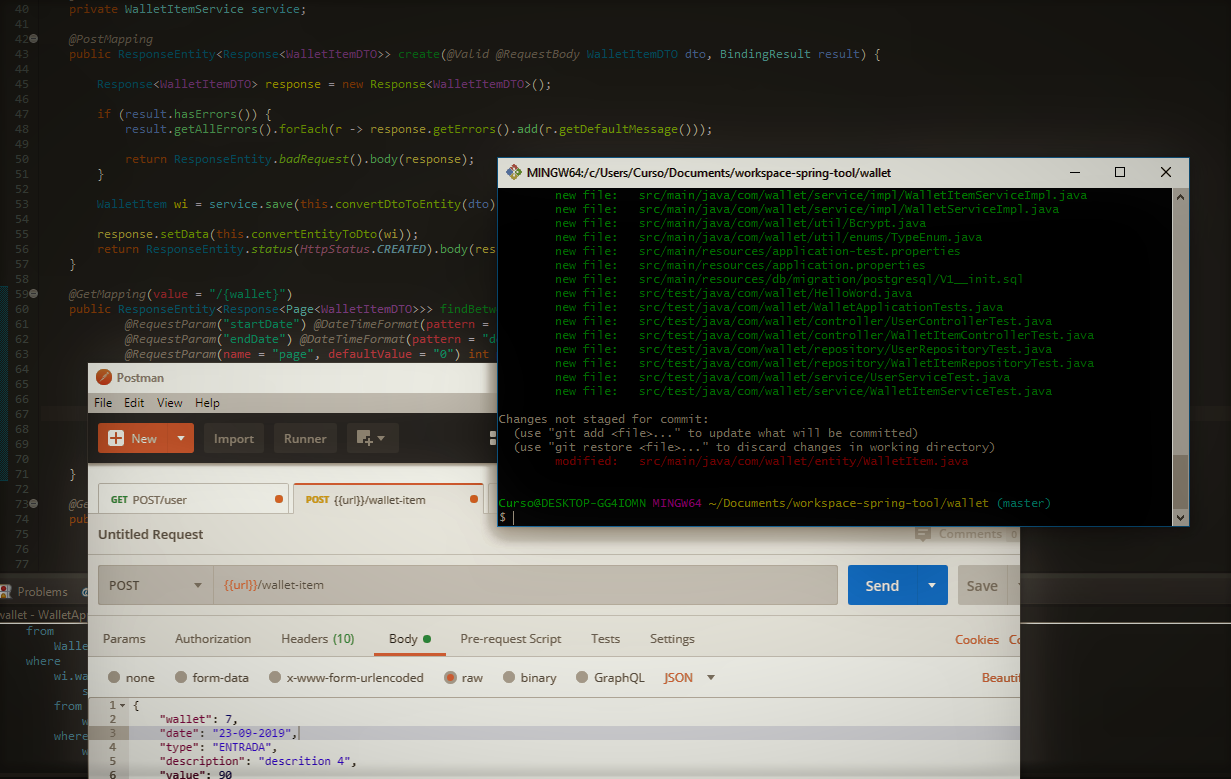 40 private WalletItemService service;
41
42 @PostMapping
43 public ResponseEntity<Response<WalletItemDTO>> create(@Valid @RequestBody WalletItemDTO dto, BindingResult result) {
44
45 Response<WalletItemDTO> response = new Response<WalletItemDTO>();
46
47 if (result.hasErrors()) {
48 result.getAllErrors().forEach(r -> response.getErrors().add(r.getDefaultMessage()));
49
50 return ResponseEntity.badRequest().body(response);
51 }
52
53 WalletItem wi = service.save(this.convertDtoToEntity(dto)
54
55 response.setData(this.convertEntityToDto(wi));
56 return ResponseEntity.status(HttpStatus.CREATED).body(res
57 }
58
59 @GetMapping(value = "/{wallet}")
60 public ResponseEntity<Response<Page<WalletItemDTO>>> findBetw
61 @RequestParam("startDate") @DateTimeFormat(pattern =
62 @RequestParam("endDate") @DateTimeFormat(pattern = "d
63 @RequestParam(name = "page", defaultValue = "0") int
64
65
66
67
68
69
70
71 }
72
73 @Ge
74 pub
75
76
77
Problems
wallet - WalletAp
from
Walle
where
wi.wa
s
from
w
where
w
MINGW64:/c/Users/Curso/Documents/workspace-spring-tool/wallet
new file: src/main/java/com/wallet/service/impl/WalletItemServiceImpl.java
new file: src/main/java/com/wallet/service/impl/WalletServiceImpl.java
new file: src/main/java/com/wallet/util/Bcrypt.java
new file: src/main/java/com/wallet/util/enums/TypeEnum.java
new file: src/main/resources/application-test.properties
new file: src/main/resources/application.properties
new file: src/main/resources/db/migration/postgresql/V1__init.sql
new file: src/test/java/com/wallet/HelloWord.java
new file: src/test/java/com/wallet/WalletApplicationTests.java
new file: src/test/java/com/wallet/controller/UserControllerTest.java
new file: src/test/java/com/wallet/controller/WalletItemControllerTest.java
new file: src/test/java/com/wallet/repository/UserRepositoryTest.java
new file: src/test/java/com/wallet/repository/WalletItemRepositoryTest.java
new file: src/test/java/com/wallet/service/UserServiceTest.java
new file: src/test/java/com/wallet/service/WalletItemServiceTest.java
Changes not staged for commit:
(use "git add <file>..." to update what will be committed)
(use "git restore <file>..." to discard changes in working directory)
modified: src/main/java/com/wallet/entity/WalletItem.java
Curso@DESKTOP-GG4IOMN MINGW64 ~/Documents/workspace-spring-tool/wallet (master)
$
Postman
File Edit View Help
New Import Runner
GET POST/user POST {{url}}/wallet-item
Untitled Request Comments 0
POST {{url}}/wallet-item Send Save
Params Authorization Headers (10) Body Pre-request Script Tests Settings Cookies Co
none form-data x-www-form-urlencoded raw binary GraphQL JSON Beautif
1 {
2 "wallet": 7,
3 "date": "23-09-2019",
4 "type": "ENTRADA",
5 "description": "descrition 4",
6 "value": 90